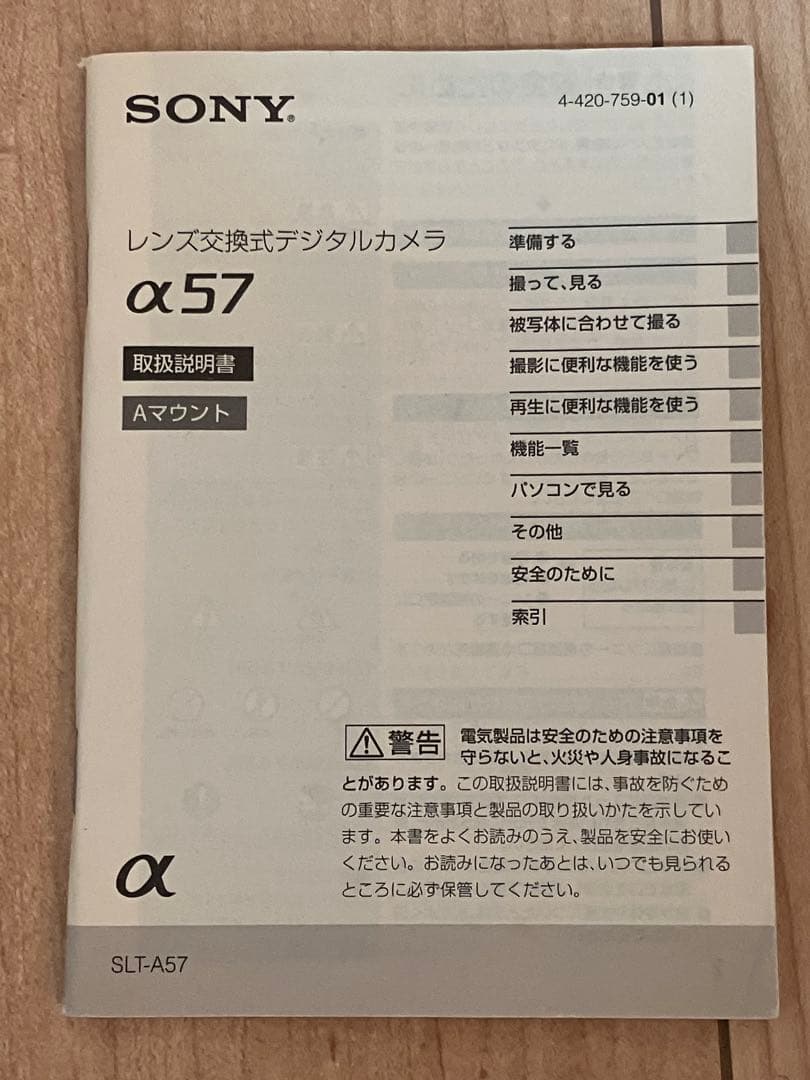 SONY®
4-420-759-01 (1)
レンズ交換式デジタルカメラ
α57
取扱説明書
Aマウント
準備する
撮って、見る
被写体に合わせて撮る
撮影に便利な機能を使う
再生に便利な機能を使う
機能一覧
パソコンで見る
その他
安全のために
索引
警告
電気製品は安全のための注意事項を
守らないと、火災や人身事故になるこ
とがあります。この取扱説明書には、事故を防ぐため
の重要な注意事項と製品の取り扱いかたを示してい
ます。本書をよくお読みのうえ、製品を安全にお使い
ください。お読みになったあとは、いつでも見られる
ところに必ず保管してください。
α
SLT-A57